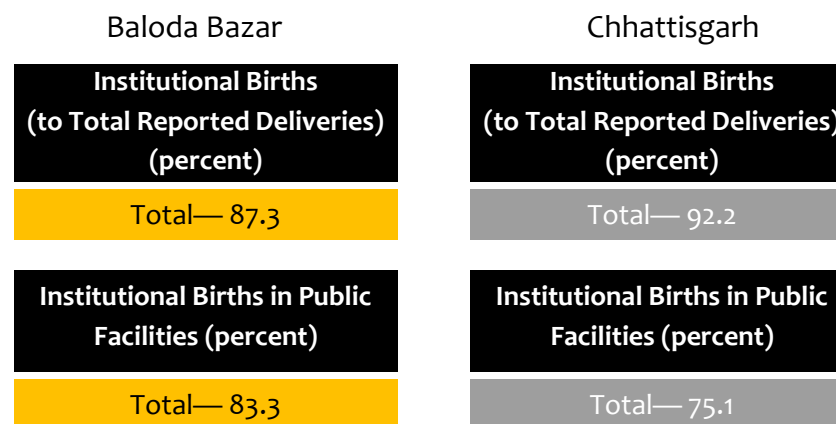 Baloda Bazar
Institutional Births
(to Total Reported Deliveries)
(percent)
Total— 87.3
Institutional Births in Public
Facilities (percent)
Total— 83.3
Chhattisgarh
Institutional Births
(to Total Reported Deliveries)
(percent)
Total— 92.2
Institutional Births in Public
Facilities (percent)
Total— 75.1